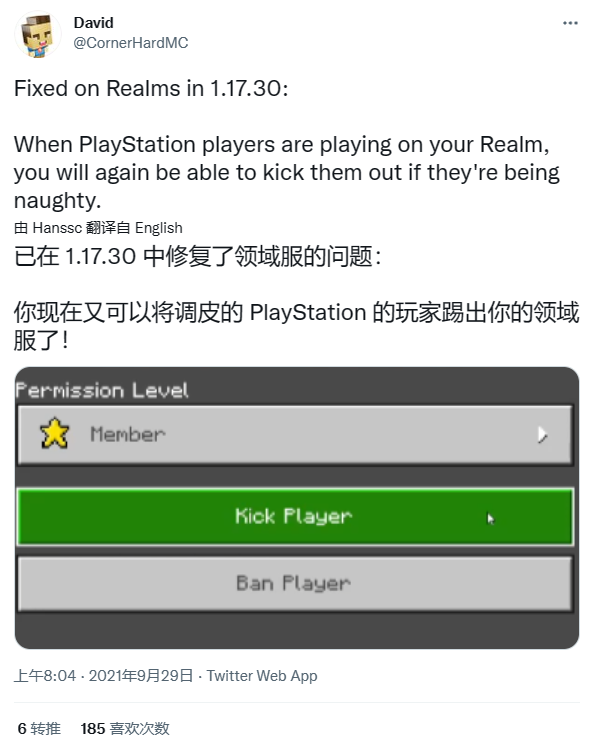 David
@CornerHardMC
Fixed on Realms in 1.17.30:
When PlayStation players are playing on your Realm,
you will again be able to kick them out if they're being
naughty.
由 Hanssc 翻译自 English
已在 1.17.30 中修复了领域服的问题：
你现在又可以将调皮的 PlayStation 的玩家踢出你的领域
服了！
Permission Level
Member
Kick Player
Ban Player
上午8:04 · 2021年9月29日 · Twitter Web App
6 转推 185 喜欢次数